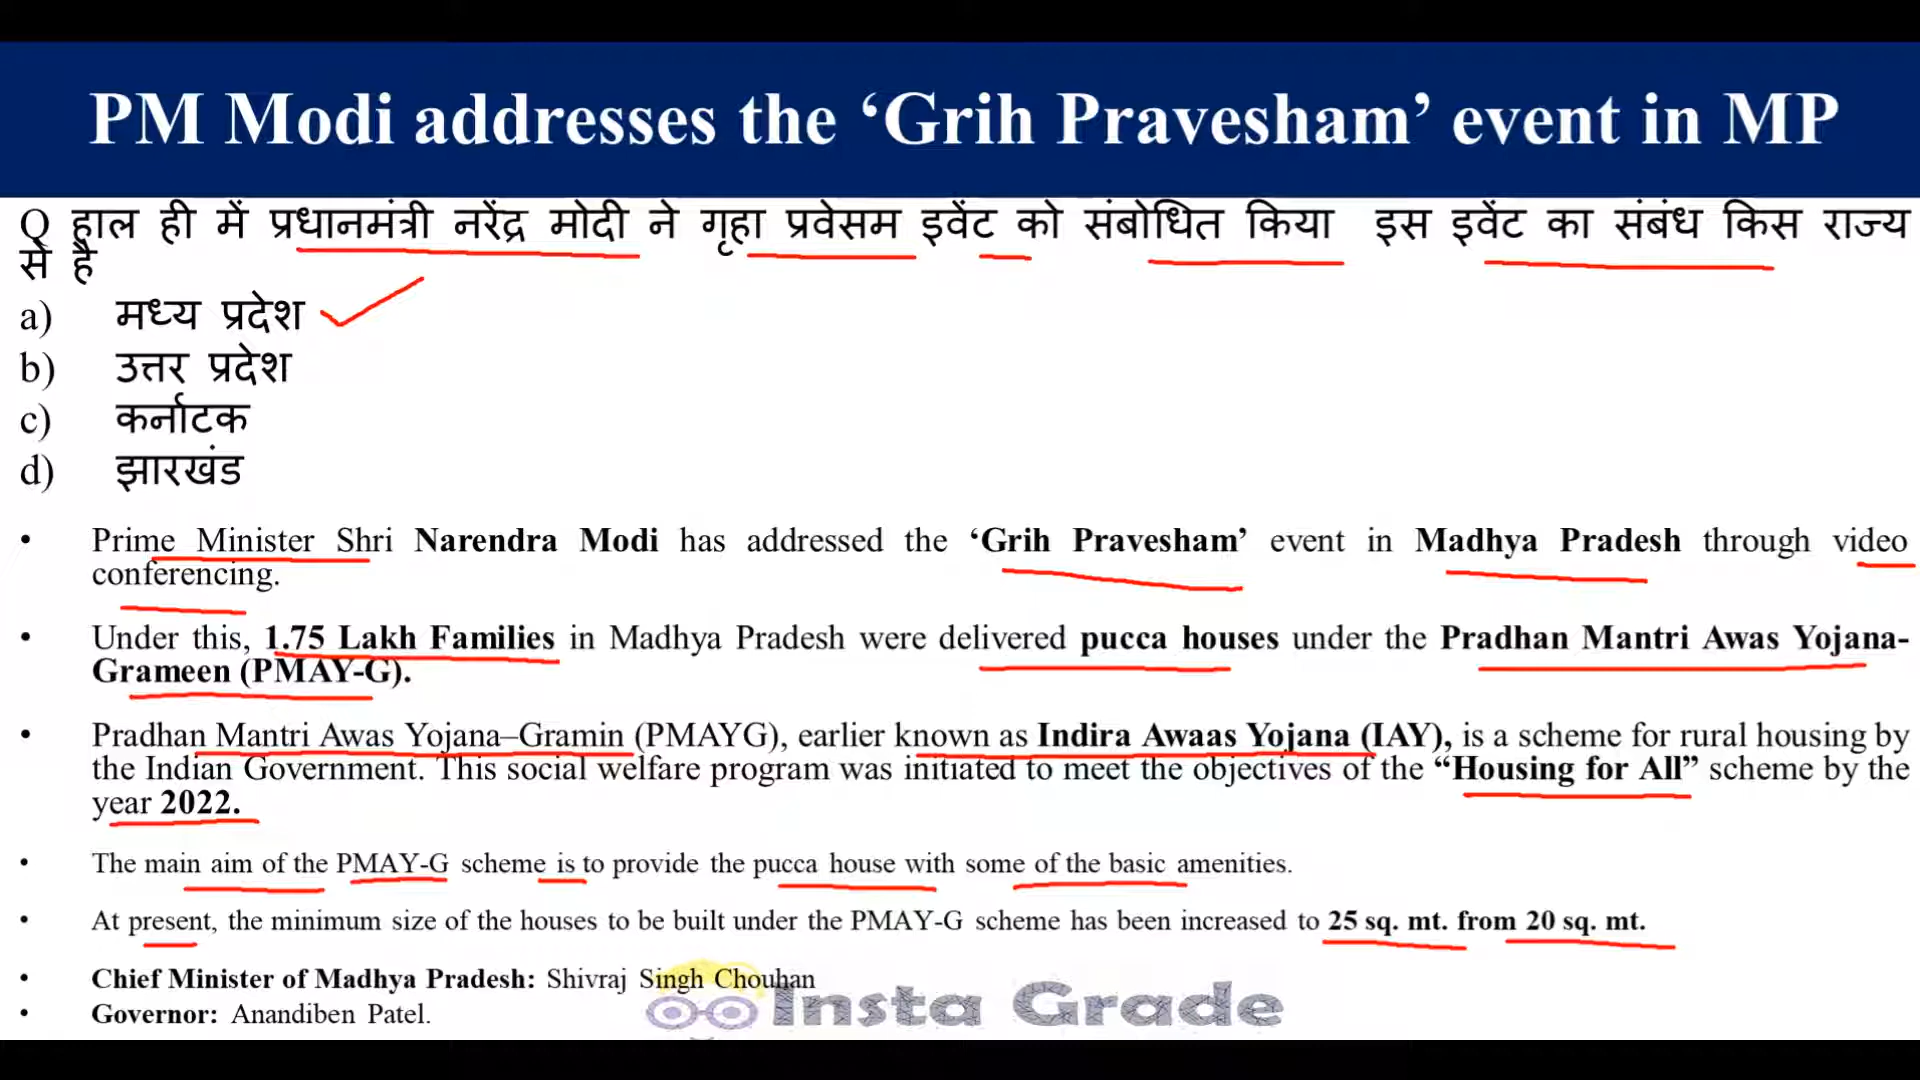 PM Modi addresses the ‘Grih Pravesham’ event in MP
Q हाल ही में प्रधानमंत्री नरेंद्र मोदी ने गृहा प्रवेसम इवेंट को संबोधित किया इस इवेंट का संबंध किस राज्य
से है
a) मध्य प्रदेश
b) उत्तर प्रदेश
c) कर्नाटक
d) झारखंड
• Prime Minister Shri Narendra Modi has addressed the ‘Grih Pravesham’ event in Madhya Pradesh through video
conferencing.
• Under this, 1.75 Lakh Families in Madhya Pradesh were delivered pucca houses under the Pradhan Mantri Awas Yojana-
Grameen (PMAY-G).
• Pradhan Mantri Awas Yojana–Gramin (PMAYG), earlier known as Indira Awaas Yojana (IAY), is a scheme for rural housing by
the Indian Government. This social welfare program was initiated to meet the objectives of the “Housing for All” scheme by the
year 2022.
• The main aim of the PMAY-G scheme is to provide the pucca house with some of the basic amenities.
• At present, the minimum size of the houses to be built under the PMAY-G scheme has been increased to 25 sq. mt. from 20 sq. mt.
• Chief Minister of Madhya Pradesh: Shivraj Singh Chouhan
• Governor: Anandiben Patel.
Insta Grade